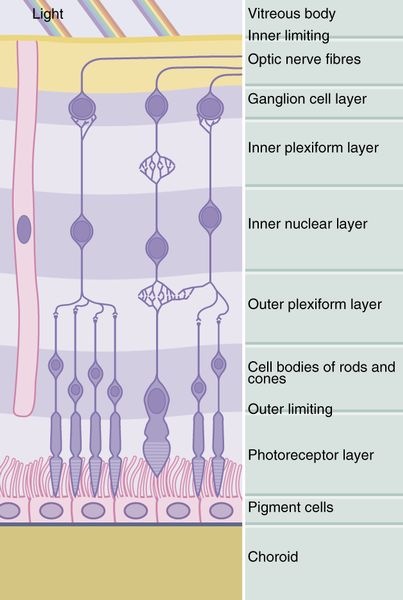 Light
Vitreous body
Inner limiting
Optic nerve fibres
Ganglion cell layer
Inner plexiform layer
Inner nuclear layer
Outer plexiform layer
Cell bodies of rods and
cones
Outer limiting
Photoreceptor layer
Pigment cells
Choroid